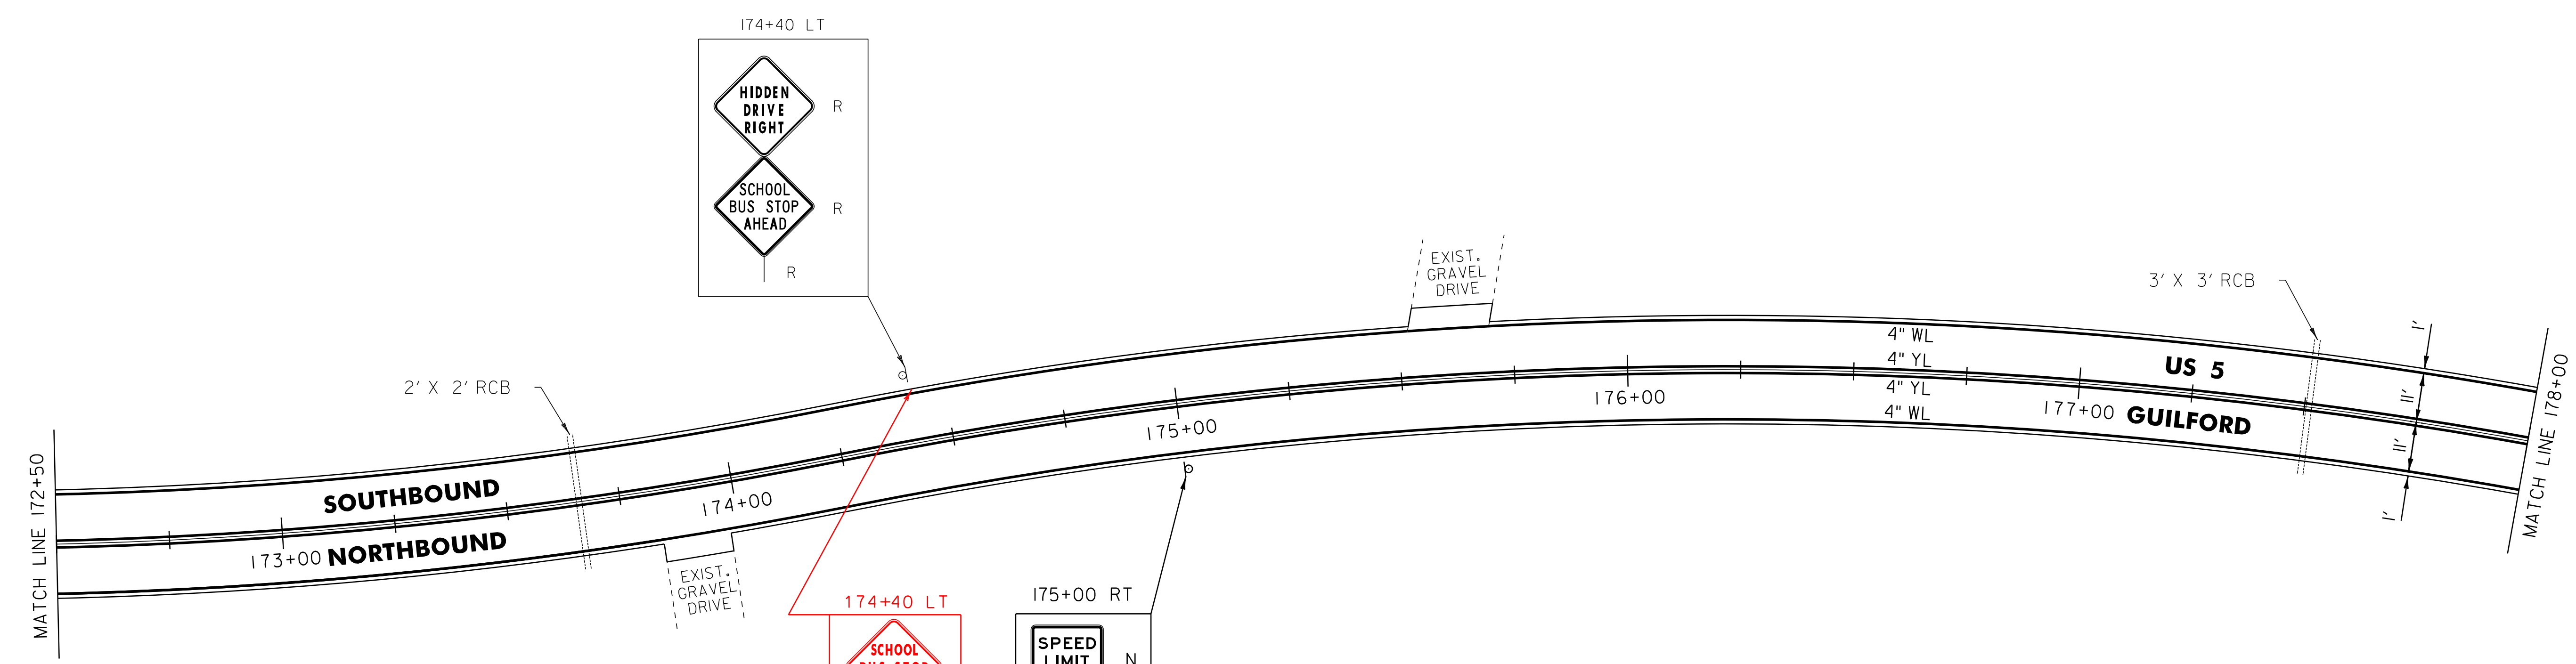 174+40 LT
HIDDEN
DRIVE
RIGHT
R
SCHOOL
BUS STOP
AHEAD
R
R
EXIST.
GRAVEL
DRIVE
3' X 3' RCB
2' X 2' RCB
4" WL
4" YL
4" YL
4" WL
US 5
GUILFORD
1'
11'
11'
1'
MATCH LINE 178+00
MATCH LINE 172+50
SOUTHBOUND
NORTHBOUND
173+00
174+00
175+00
176+00
177+00
EXIST.
GRAVEL
DRIVE
174+40 LT
SCHOOL
BUS STOP
175+00 RT
SPEED
LIMIT
N